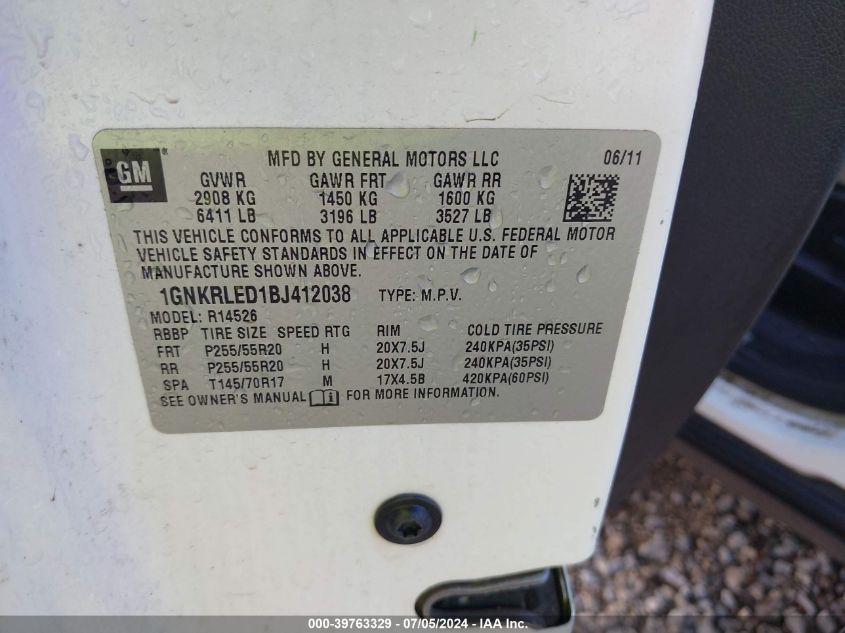 GM ®
MFD BY GENERAL MOTORS LLC 06/11
GVWR GAWR FRT GAWR RR
2908 KG 1450 KG 1600 KG
6411 LB 3196 LB 3527 LB
THIS VEHICLE CONFORMS TO ALL APPLICABLE U.S. FEDERAL MOTOR
VEHICLE SAFETY STANDARDS IN EFFECT ON THE DATE OF
MANUFACTURE SHOWN ABOVE.
1GNKRLED1BJ412038 TYPE: M.P.V.
MODEL: R14526
RBBP TIRE SIZE SPEED RTG RIM COLD TIRE PRESSURE
FRT P255/55R20 H 20X7.5J 240KPA(35PSI)
RR P255/55R20 H 20X7.5J 240KPA(35PSI)
SPA T145/70R17 M 17X4.5B 420KPA(60PSI)
SEE OWNER'S MANUAL FOR MORE INFORMATION.
000-39763329 - 07/05/2024 - IAA Inc.